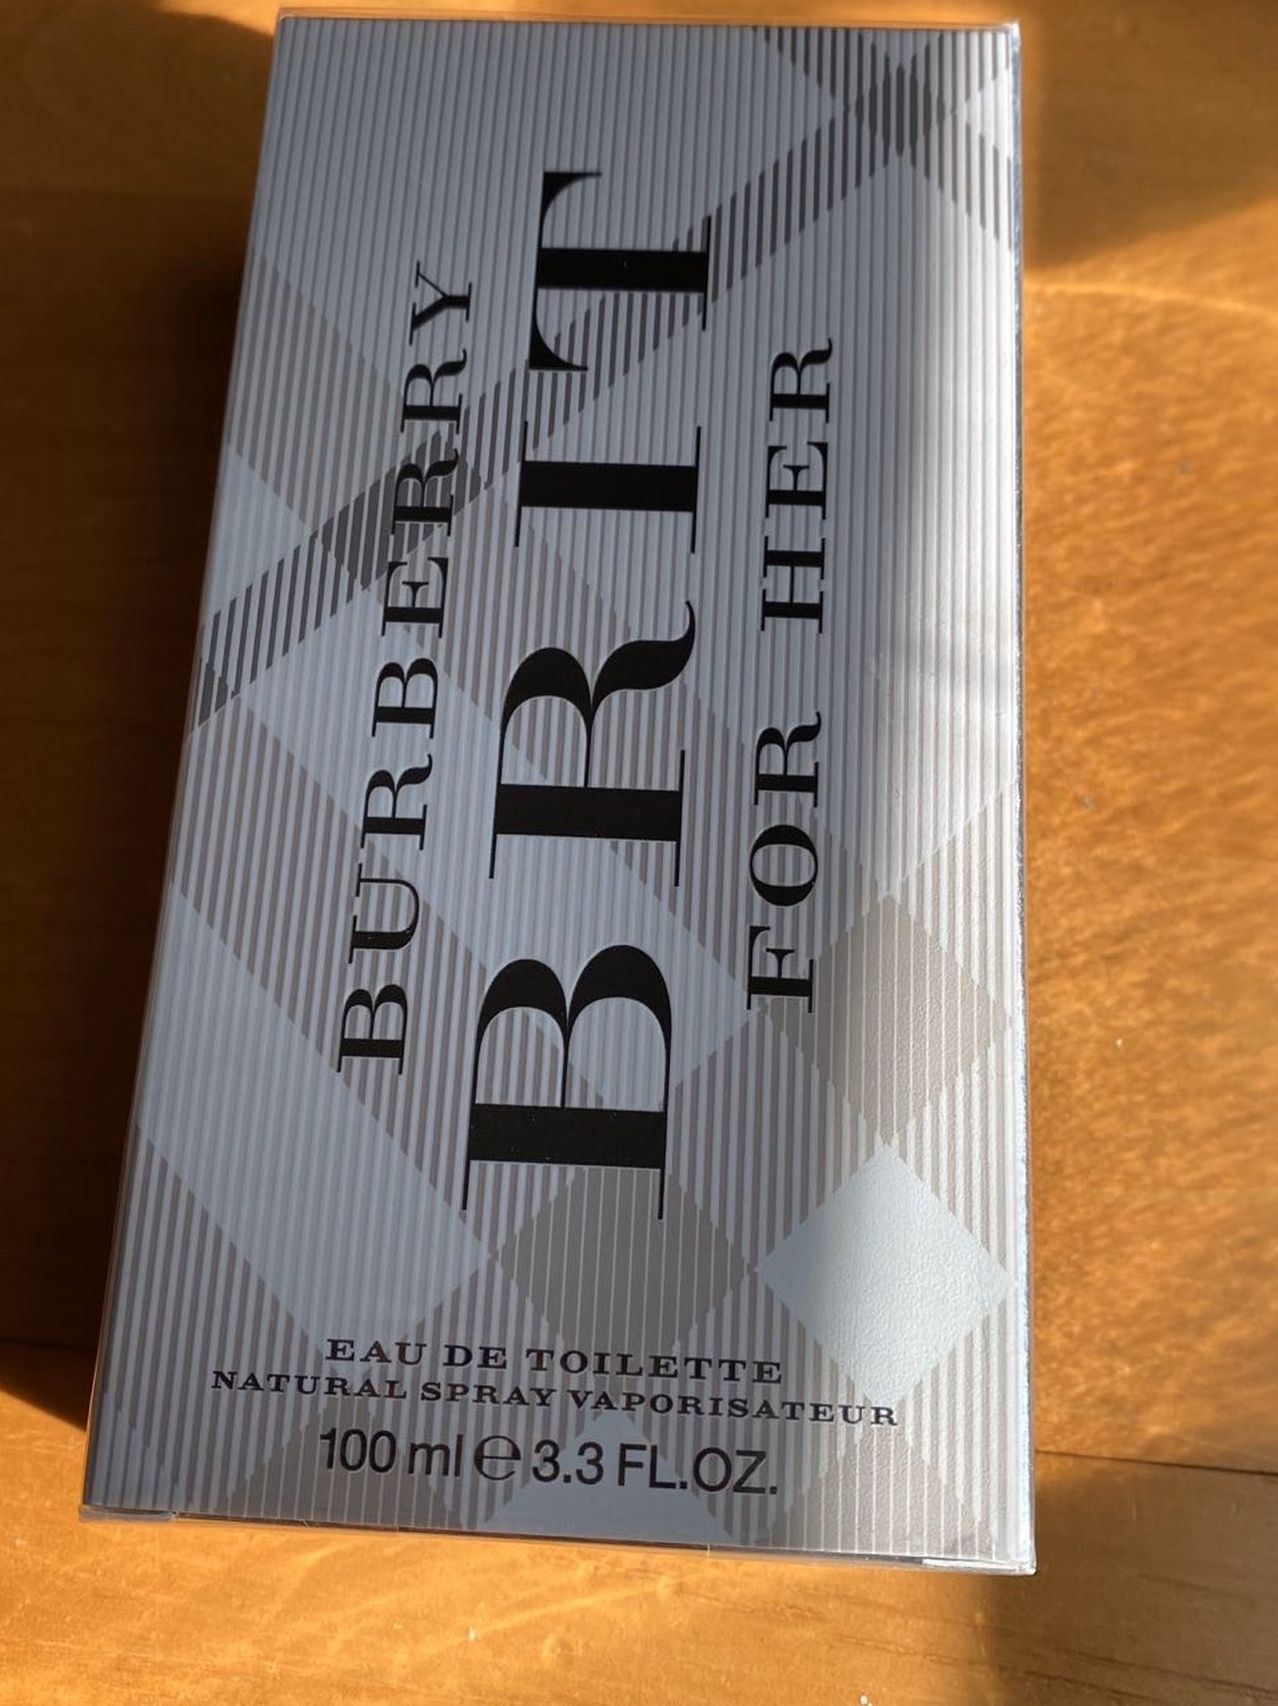 BURBERRY
BRIT
FOR HER
EAU DE TOILETTE
NATURAL SPRAY VAPORISATEUR
100 ml ℮ 3.3 FL.OZ.